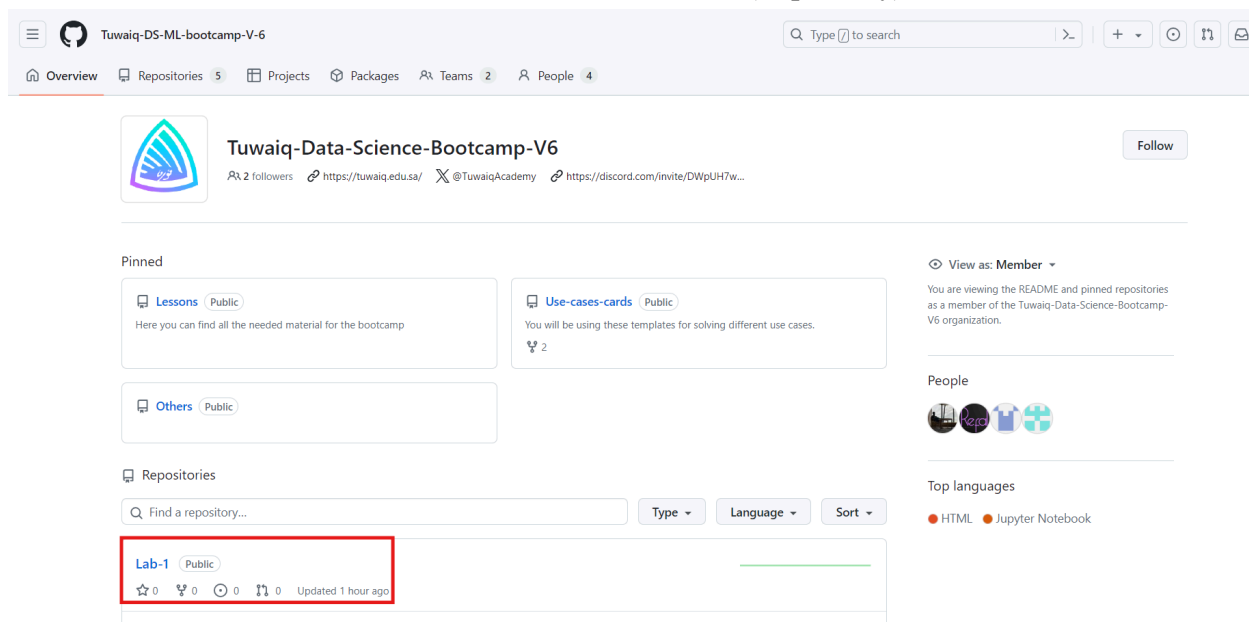 Tuwaiq-DS-ML-bootcamp-V-6
Type / to search
Overview
Repositories 5
Projects
Packages
Teams 2
People 4
Tuwaiq-Data-Science-Bootcamp-V6
2 followers https://tuwaiq.edu.sa/ @TuwaiqAcademy https://discord.com/invite/DWpUH7w...
Follow
Pinned
Lessons Public
Here you can find all the needed material for the bootcamp
Use-cases-cards Public
You will be using these templates for solving different use cases.
2
Others Public
View as: Member
You are viewing the README and pinned repositories
as a member of the Tuwaiq-Data-Science-Bootcamp-
V6 organization.
People
Repositories
Find a repository...
Type
Language
Sort
Top languages
HTML Jupyter Notebook
Lab-1 Public
0 0 0 0 Updated 1 hour ago